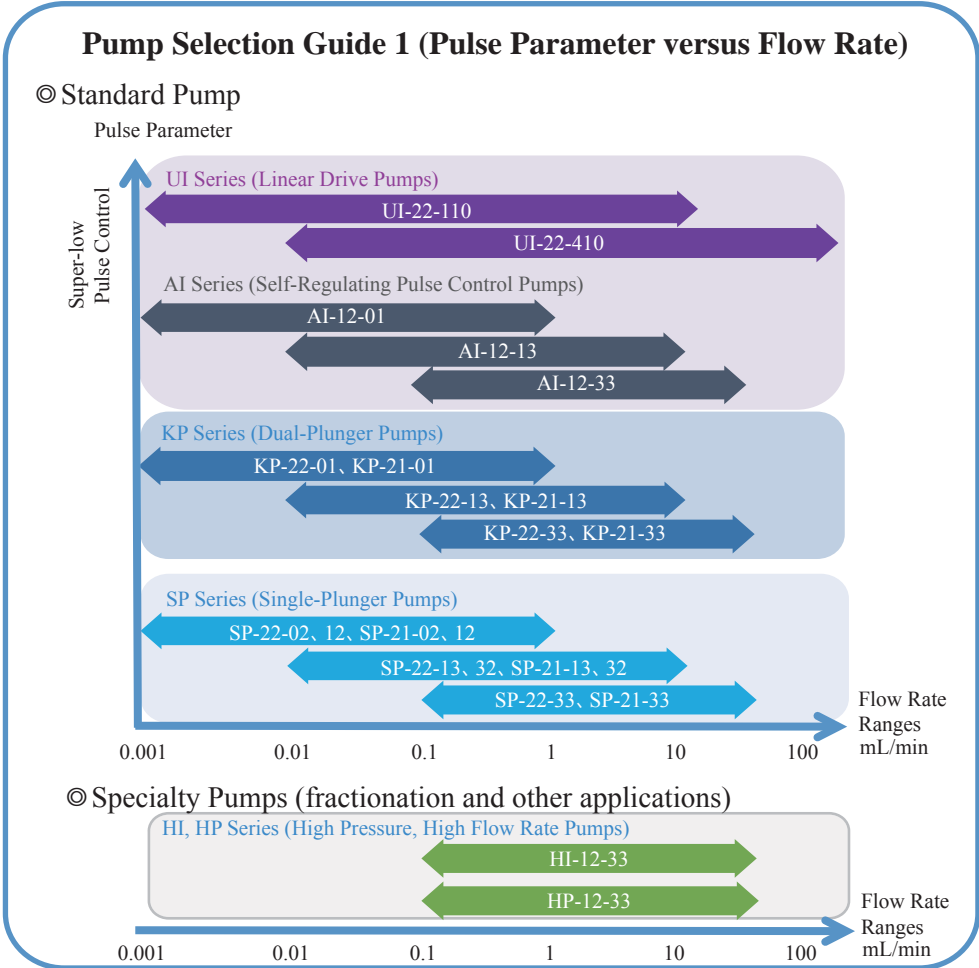 Pump Selection Guide 1 (Pulse Parameter versus Flow Rate)
◎ Standard Pump
Pulse Parameter
Super-low
Pulse Control
UI Series (Linear Drive Pumps)
UI-22-110
UI-22-410
AI Series (Self-Regulating Pulse Control Pumps)
AI-12-01
AI-12-13
AI-12-33
KP Series (Dual-Plunger Pumps)
KP-22-01、KP-21-01
KP-22-13、KP-21-13
KP-22-33、KP-21-33
SP Series (Single-Plunger Pumps)
SP-22-02、12、SP-21-02、12
SP-22-13、32、SP-21-13、32
SP-22-33、SP-21-33
Flow Rate
Ranges
mL/min
0.001 0.01 0.1 1 10 100
◎ Specialty Pumps (fractionation and other applications)
HI, HP Series (High Pressure, High Flow Rate Pumps)
HI-12-33
HP-12-33
Flow Rate
Ranges
mL/min
0.001 0.01 0.1 1 10 100